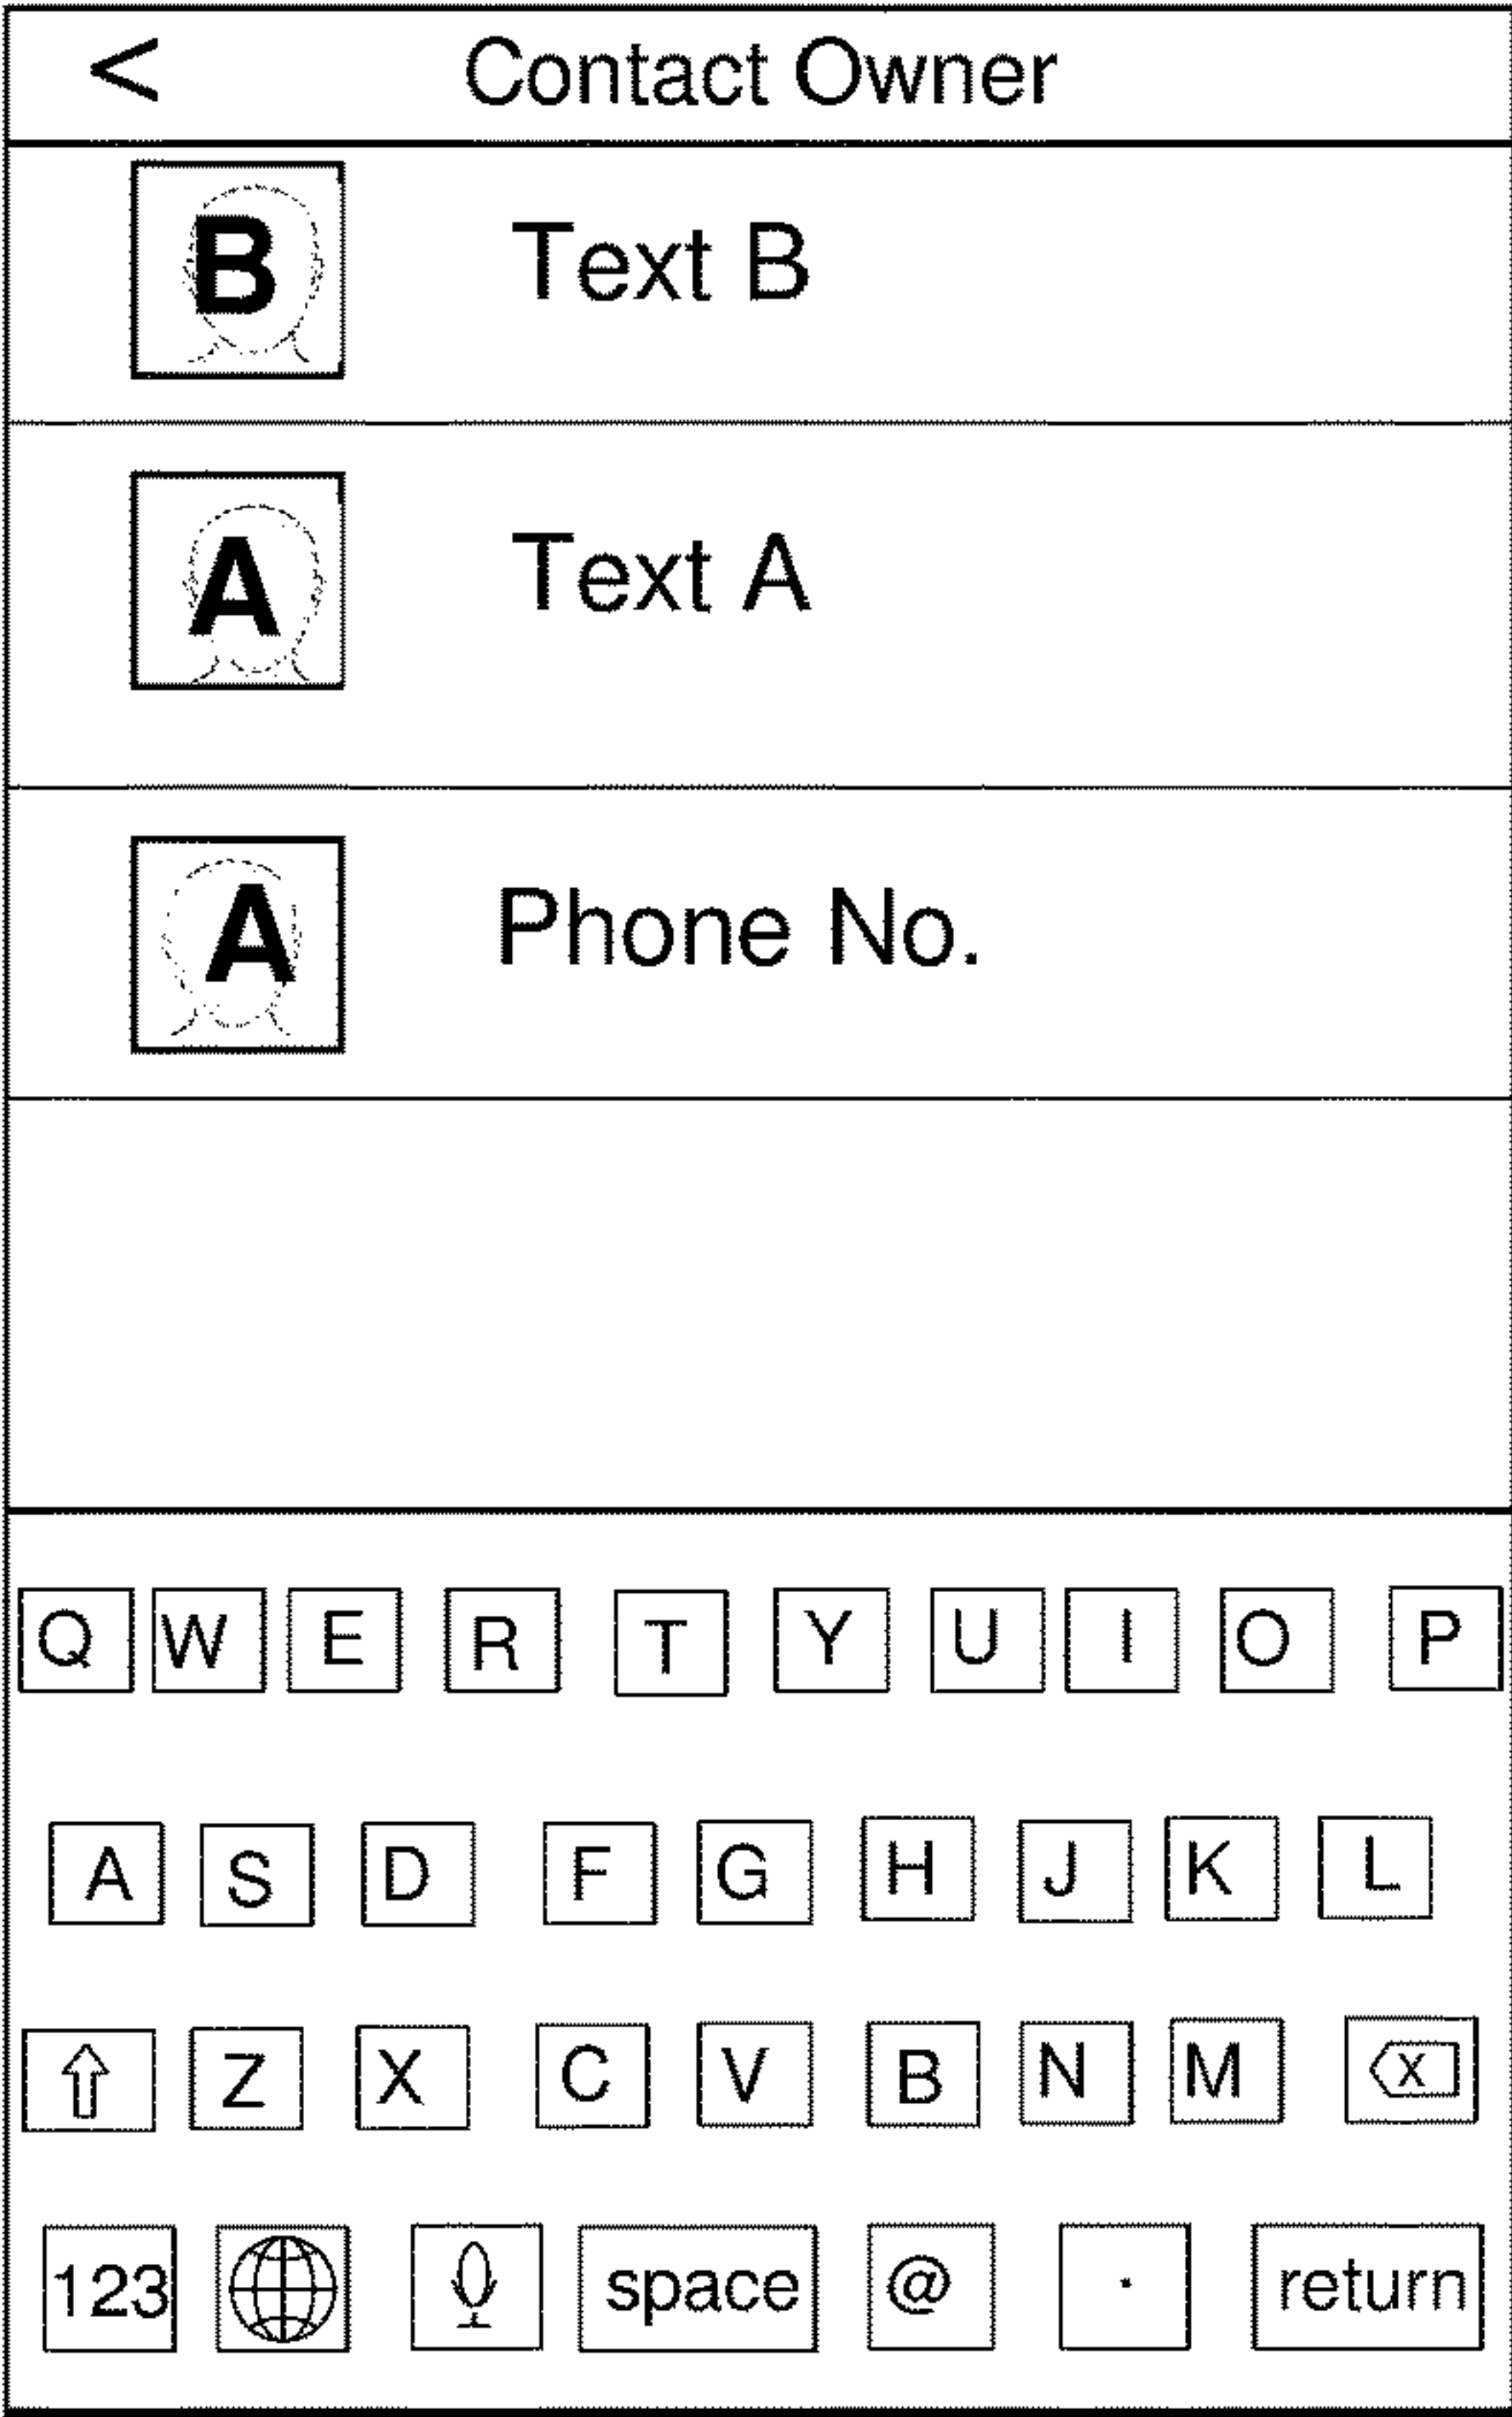 < Contact Owner
B Text B
A Text A
A Phone No.
Q W E R T Y U I O P
A S D F G H J K L
Z X C V B N M X
123 space @ . return